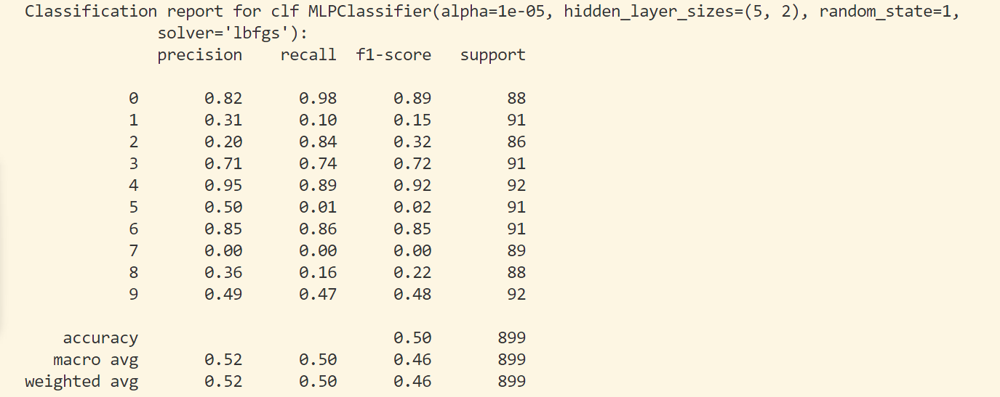 Classification report for clf MLPClassifier(alpha=1e-05, hidden_layer_sizes=(5, 2), random_state=1,
solver='lbfgs'):
precision recall f1-score support
0 0.82 0.98 0.89 88
1 0.31 0.10 0.15 91
2 0.20 0.84 0.32 86
3 0.71 0.74 0.72 91
4 0.95 0.89 0.92 92
5 0.50 0.01 0.02 91
6 0.85 0.86 0.85 91
7 0.00 0.00 0.00 89
8 0.36 0.16 0.22 88
9 0.49 0.47 0.48 92
accuracy 0.50 899
macro avg 0.52 0.50 0.46 899
weighted avg 0.52 0.50 0.46 899